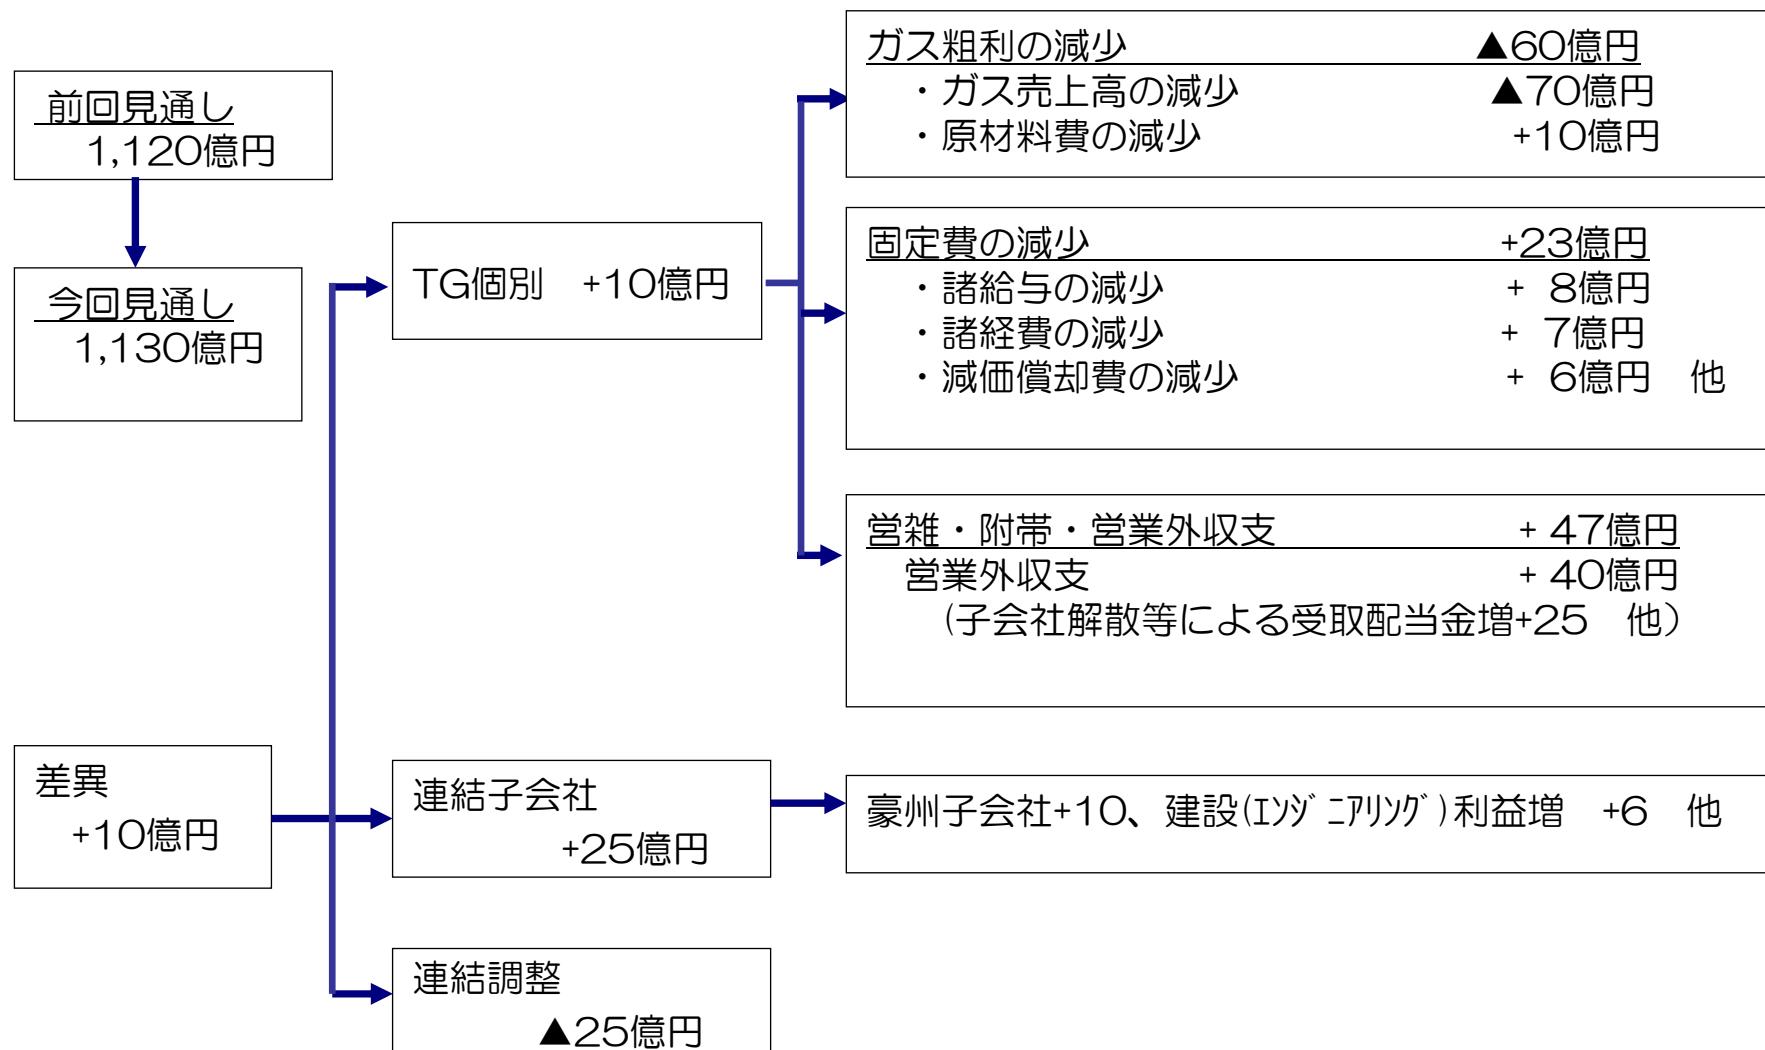 前回見通し
1,120億円
今回見通し
1,130億円
差異
+10億円
TG個別 +10億円
連結子会社
+25億円
連結調整
▲25億円
ガス粗利の減少 ▲60億円
・ガス売上高の減少 ▲70億円
・原材料費の減少 +10億円
固定費の減少 +23億円
・諸給与の減少 + 8億円
・諸経費の減少 + 7億円
・減価償却費の減少 + 6億円 他
営雑・附帯・営業外収支 + 47億円
営業外収支 + 40億円
(子会社解散等による受取配当金増+25 他)
豪州子会社+10、建設(ｴﾝｼﾞﾆｱﾘﾝｸﾞ)利益増 +6 他